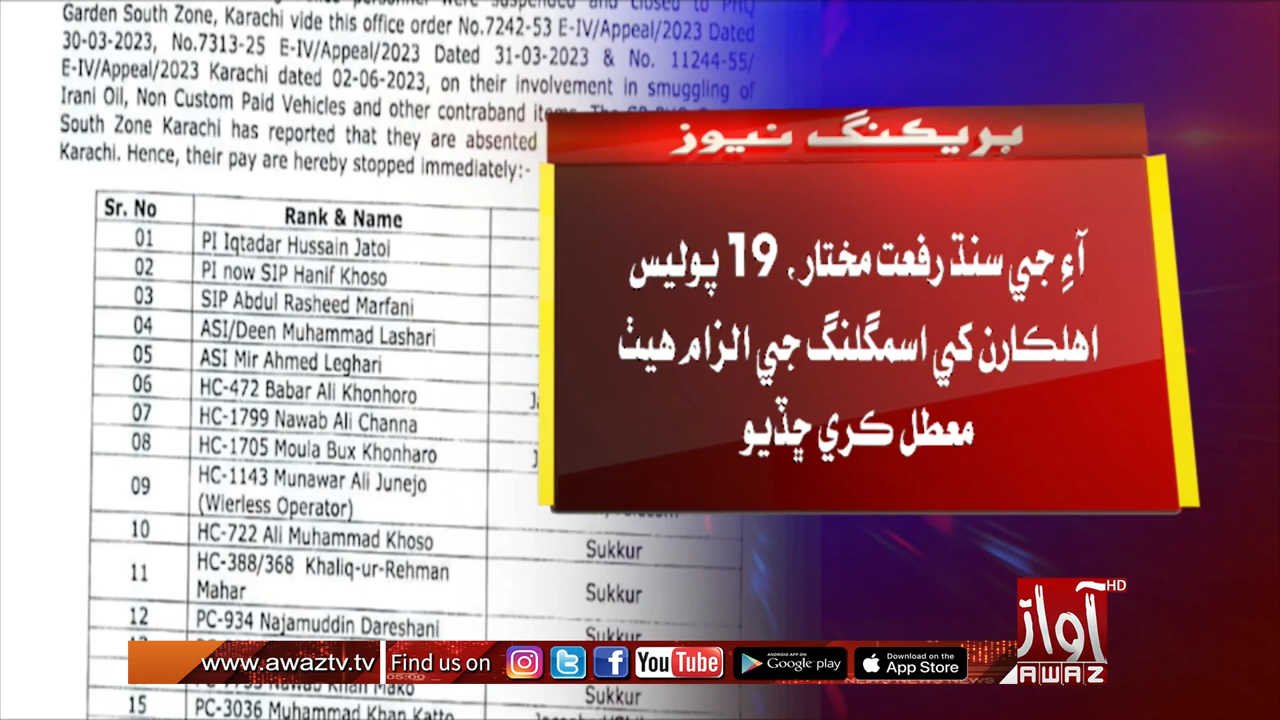 Garden South Zone, Karachi vide this office order No.7242-53 E-IV/Appeal/2023 Dated
30-03-2023, No.7313-25 E-IV/Appeal/2023 Dated 31-03-2023 & No. 11244-55/
E-IV/Appeal/2023 Karachi dated 02-06-2023, on their involvement in smuggling of
Irani Oil, Non Custom Paid Vehicles and other contraband
South Zone Karachi has reported that they are absented
Karachi. Hence, their pay are hereby stopped immediately:-
Sr. No Rank & Name
01 PI Iqtadar Hussain Jatoi
02 PI now SIP Hanif Khoso
03 SIP Abdul Rasheed Marfani
04 ASI/Deen Muhammad Lashari
05 ASI Mir Ahmed Leghari
06 HC-472 Babar Ali Khonhoro
07 HC-1799 Nawab Ali Channa
08 HC-1705 Moula Bux Khonharo
09 HC-1143 Munawar Ali Junejo
(Wierless Operator)
10 HC-722 Ali Muhammad Khoso Sukkur
11 HC-388/368 Khaliq-ur-Rehman
Mahar Sukkur
12 PC-934 Najamuddin Dareshani Sukkur
Nawab Khan Mako Sukkur
15 PC-3036 Muhammad Khan Katto
بريڪنگ نيوز
آءِ جي سنڌ رفعت مختار، 19 پوليس
اهلڪارن کي اسمگلنگ جي الزام هيٺ
معطل ڪري ڇڏيو
www.awaztv.tv Find us on YouTube ANDROID APP ON Google play Download on the App Store
آواز HD
AWAZ